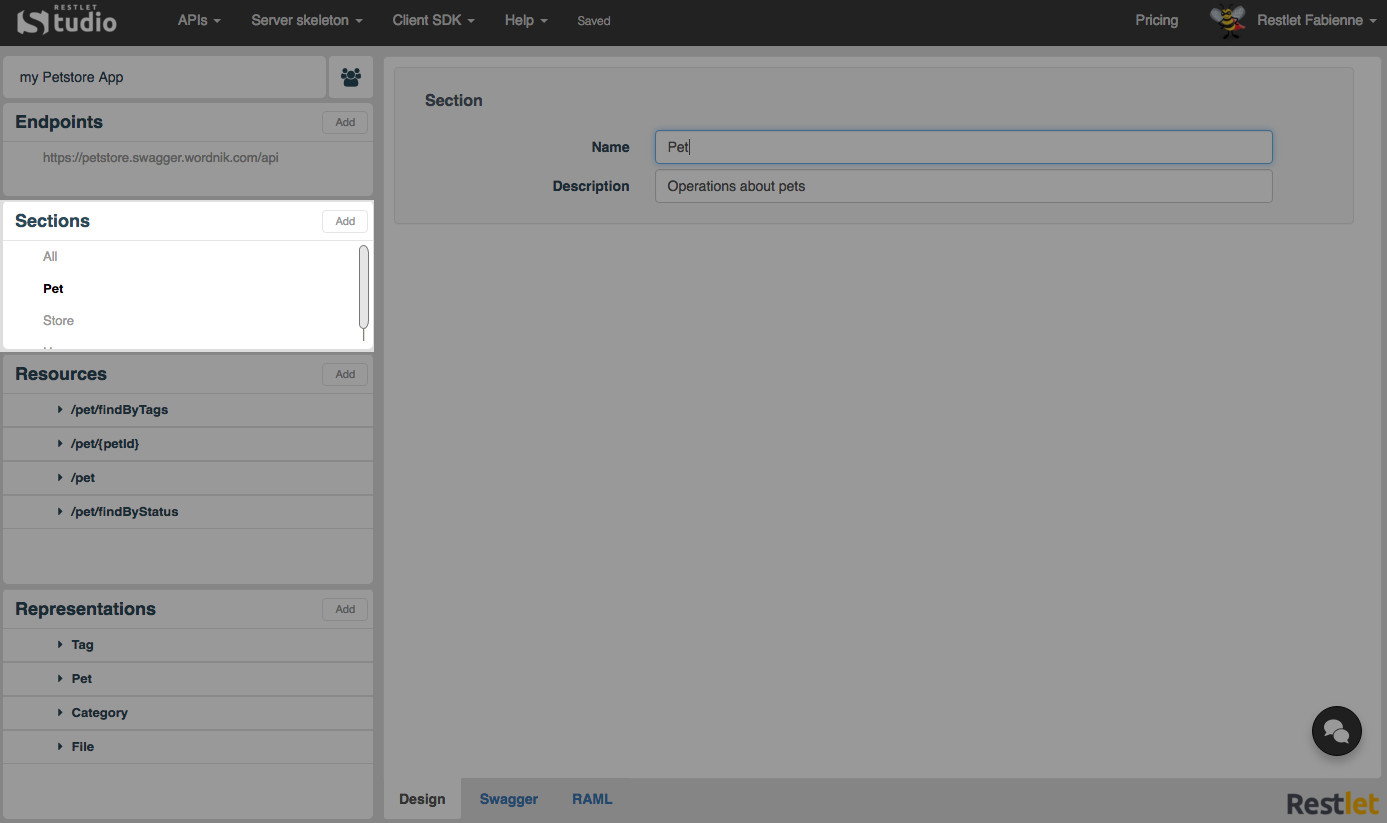 RESTLET
Studio
APIs
Server skeleton
Client SDK
Help
Saved
Pricing
Restlet Fabienne
my Petstore App
Endpoints
Add
https://petstore.swagger.wordnik.com/api
Sections
Add
All
Pet
Store
Resources
Add
/pet/findByTags
/pet/{petId}
/pet
/pet/findByStatus
Representations
Add
Tag
Pet
Category
File
Section
Name
Pet
Description
Operations about pets
Design
Swagger
RAML
Restlet